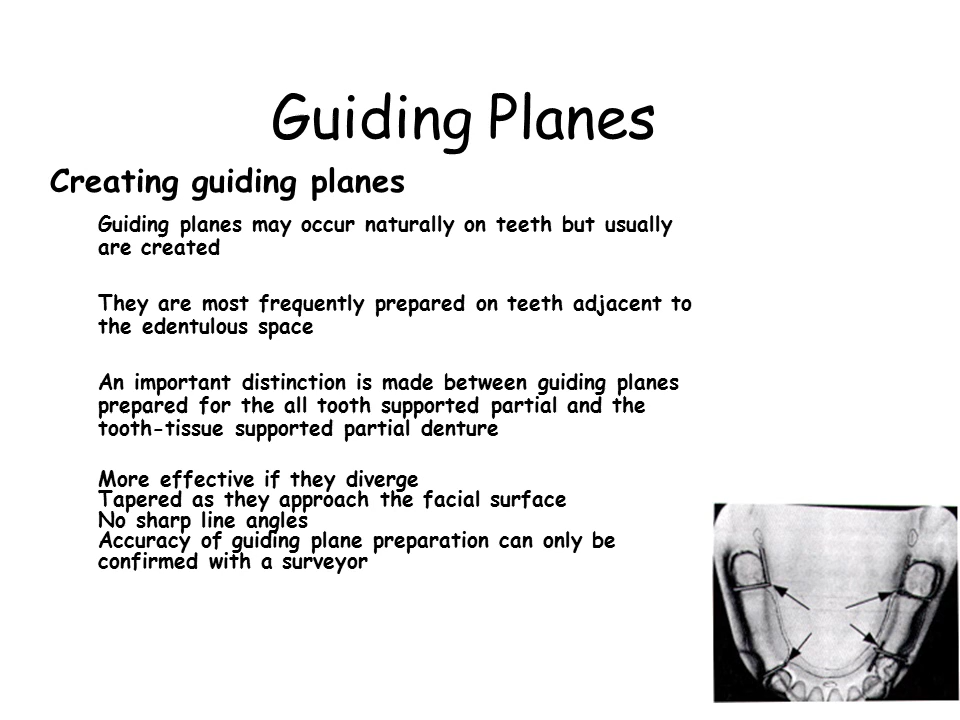 Guiding Planes
Creating guiding planes
Guiding planes may occur naturally on teeth but usually
are created
They are most frequently prepared on teeth adjacent to
the edentulous space
An important distinction is made between guiding planes
prepared for the all tooth supported partial and the
tooth-tissue supported partial denture
More effective if they diverge
Tapered as they approach the facial surface
No sharp line angles
Accuracy of guiding plane preparation can only be
confirmed with a surveyor